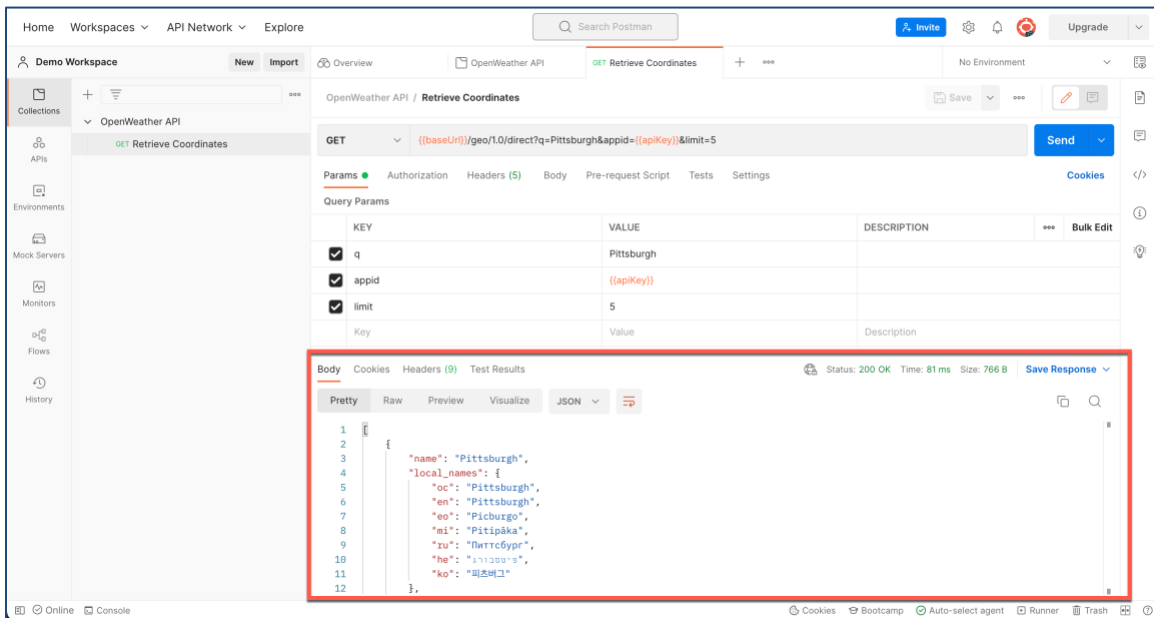 Home Workspaces API Network Explore Search Postman Invite Upgrade
Demo Workspace New Import Overview OpenWeather API GET Retrieve Coordinates No Environment
Collections
APIs
Environments
Mock Servers
Monitors
Flows
History
OpenWeather API
GET Retrieve Coordinates
OpenWeather API / Retrieve Coordinates Save
GET {{baseUrl}}/geo/1.0/direct?q=Pittsburgh&appid={{apiKey}}&limit=5 Send
Params Authorization Headers (5) Body Pre-request Script Tests Settings Cookies
Query Params
KEY VALUE DESCRIPTION Bulk Edit
q Pittsburgh
appid {{apiKey}}
limit 5
Key Value Description
Body Cookies Headers (9) Test Results Status: 200 OK Time: 81 ms Size: 766 B Save Response
Pretty Raw Preview Visualize JSON
1 [
2 {
3 "name": "Pittsburgh",
4 "local_names": {
5 "oc": "Pittsburgh",
6 "en": "Pittsburgh",
7 "eo": "Picburgo",
8 "mi": "Pitipāka",
9 "ru": "Питтсбург",
10 "he": "פיטסבורג",
11 "ko": "피츠버그"
12 },
Online Console Cookies Bootcamp Auto-select agent Runner Trash